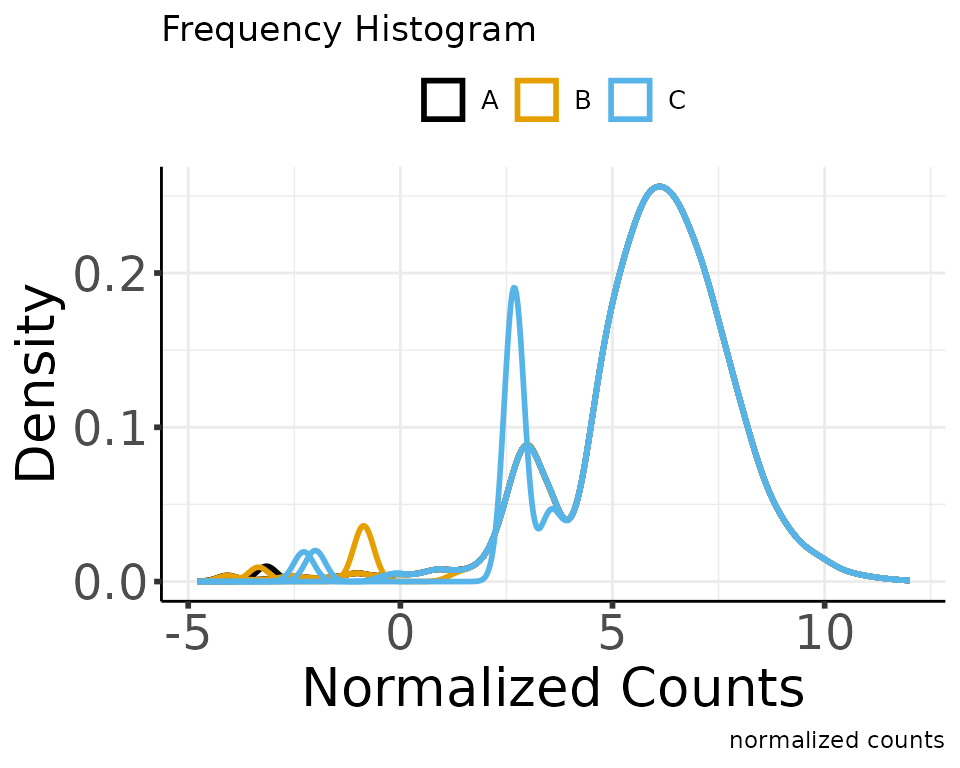 Frequency Histogram
A B C
Density
0.2
0.1
0.0
-5 0 5 10
Normalized Counts
normalized counts